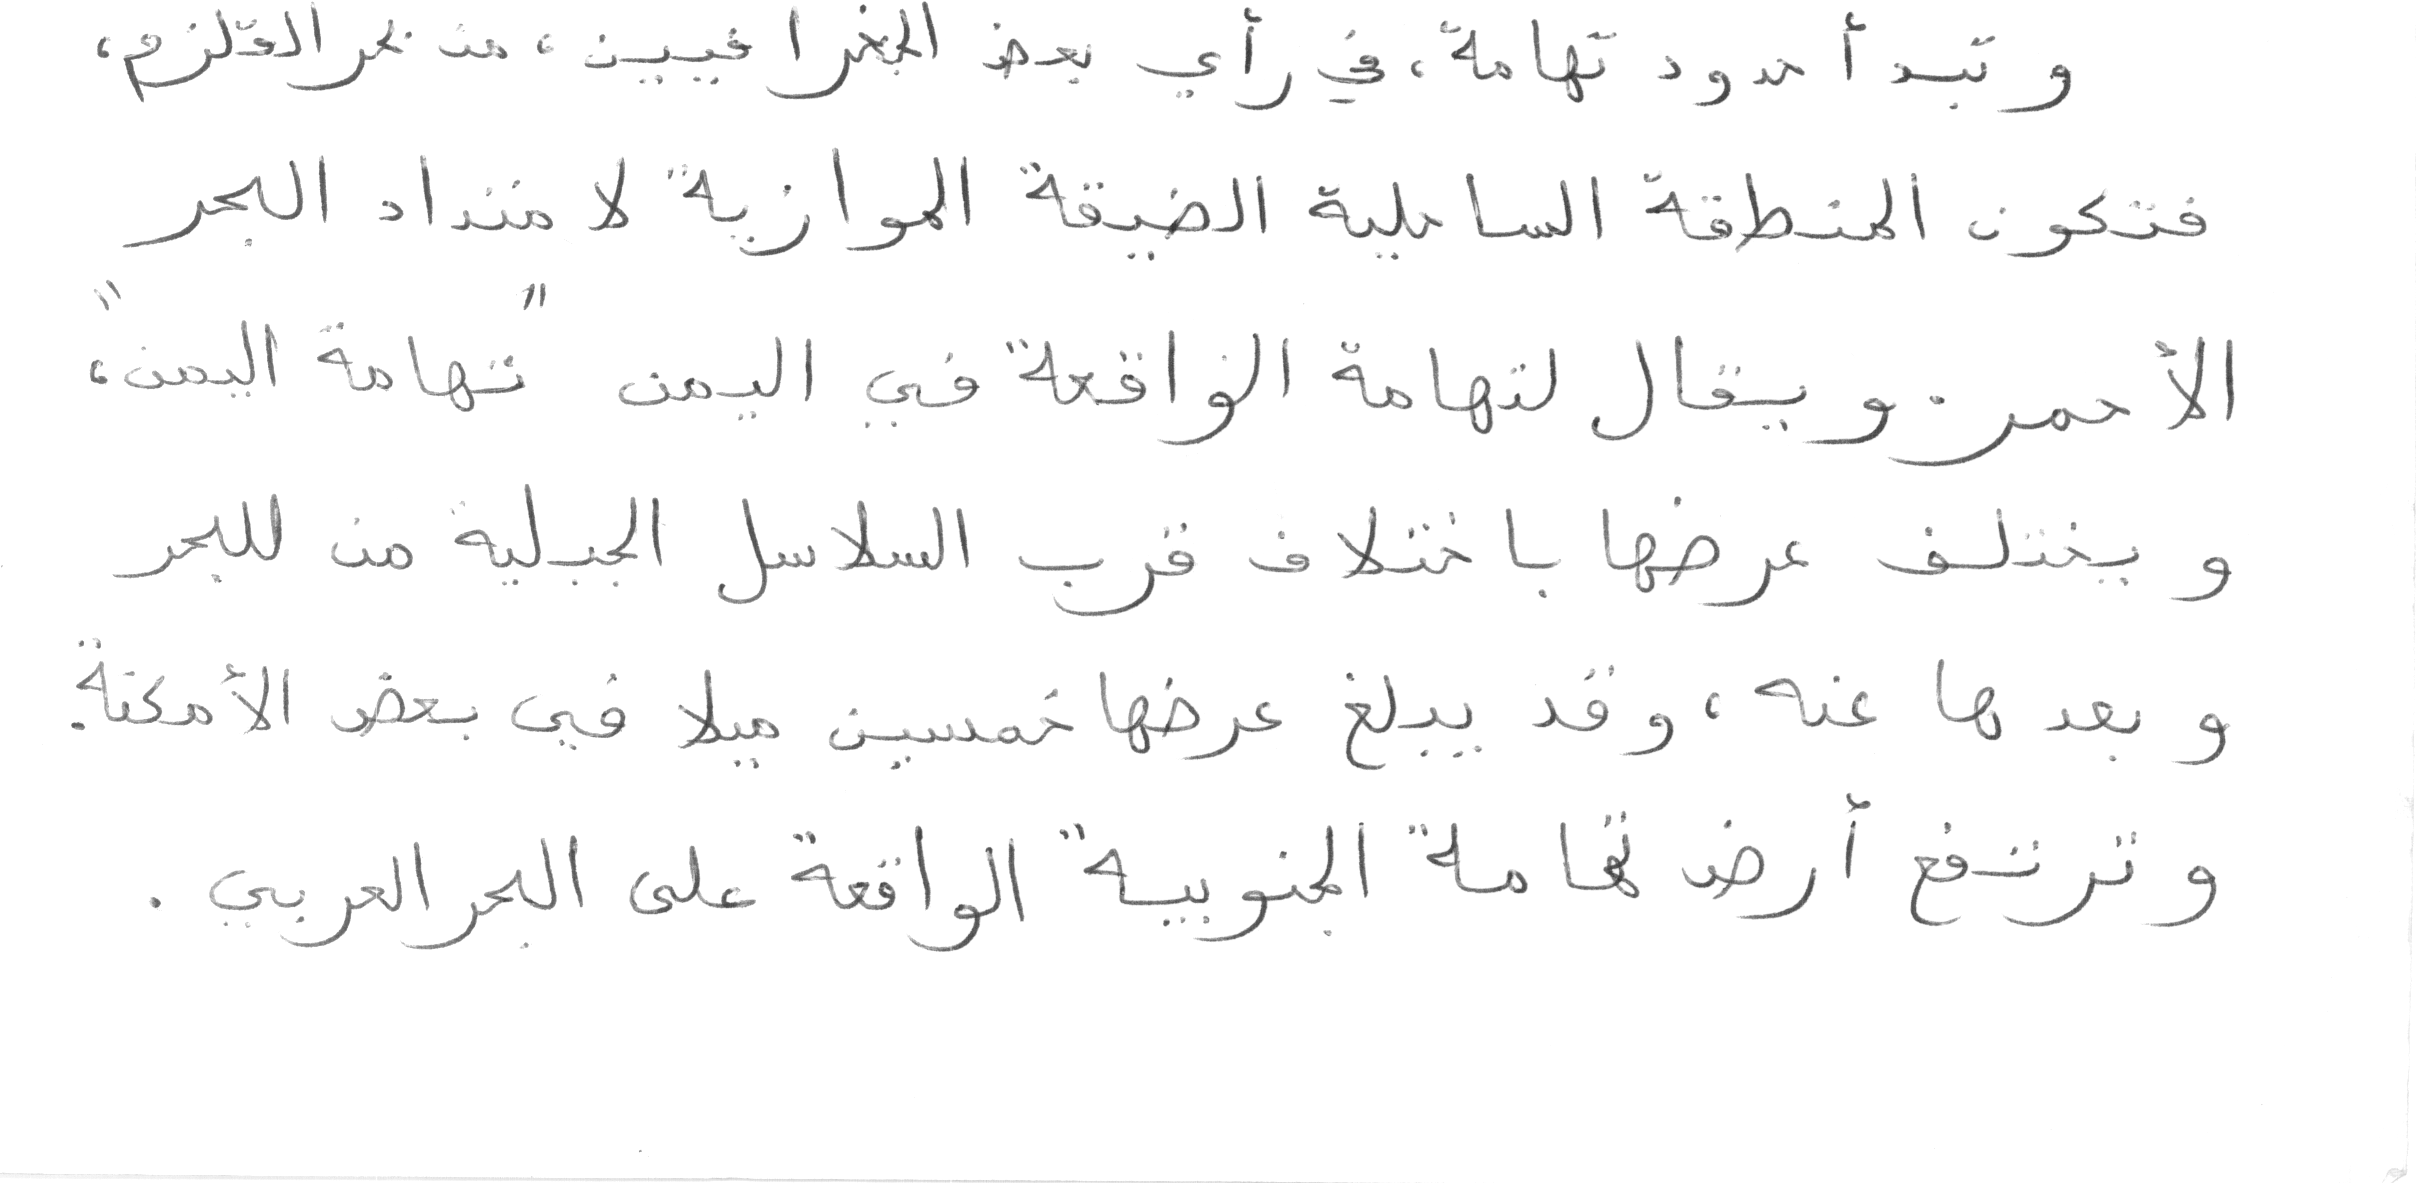 وتبدأ حدود تهامة، في رأي بعض الجغرافيين، من بحر القلزم،
فتكون المنطقة الساحلية الضيقة الموازية لامتداد البحر
الأحمر. ويقال لتهامة الواقعة في اليمن "تهامة اليمن"،
ويختلف عرضها باختلاف قرب السلاسل الجبلية من للبحر
وبعدها عنه، وقد يبلغ عرضها خمسين ميلا في بعض الأمكنة.
وترتفع أرض تهامة الجنوبية الواقعة على البحر العربي.